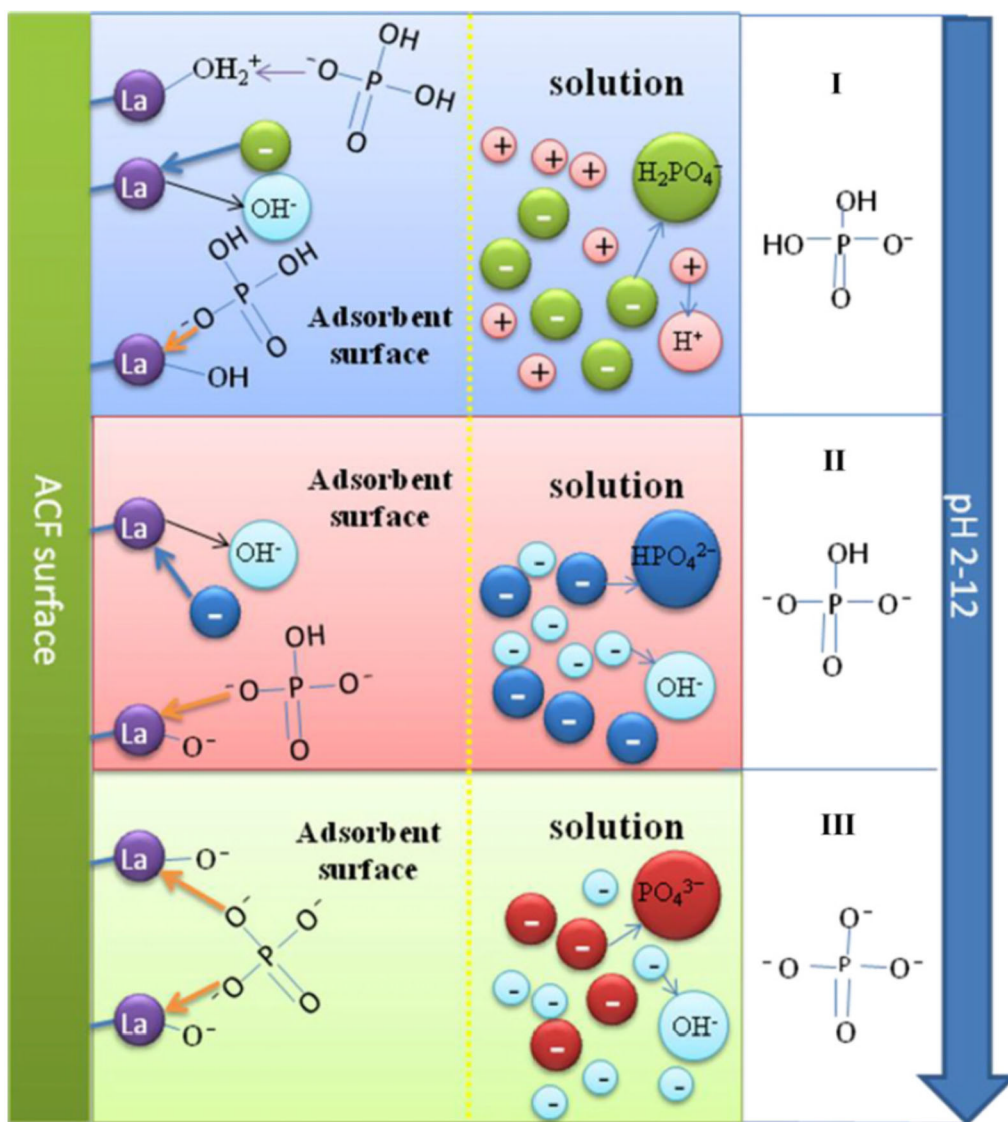 ACF surface
La
OH₂⁺
⁻O
P
OH
OH
O
La
-
OH⁻
OH
OH
P
⁻O
O
La
OH
Adsorbent
surface
solution
+
+
+
H₂PO₄⁻
-
-
+
+
-
-
+
-
H⁺
+
I
OH
HO
P
O⁻
O
Adsorbent
surface
La
OH⁻
-
OH
⁻O
P
O⁻
O
La
O⁻
solution
HPO₄²⁻
-
-
-
-
-
-
-
OH⁻
-
-
-
II
OH
⁻O
P
O⁻
O
Adsorbent
surface
La
O⁻
O⁻
O⁻
P
⁻O
O
La
O⁻
solution
PO₄³⁻
-
-
-
-
-
-
-
-
OH⁻
-
-
-
III
O⁻
⁻O
P
O⁻
O
pH 2-12